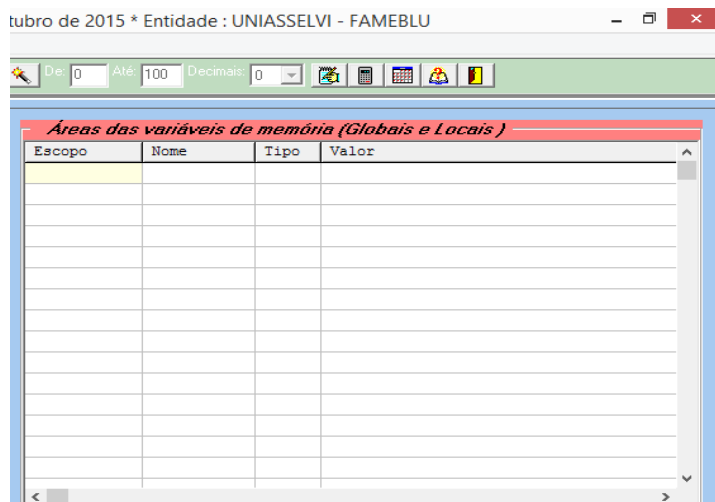 tubro de 2015 * Entidade : UNIASSELVI - FAMEBLU
De: 0 Até: 100 Decimais: 0
Áreas das variáveis de memória (Globais e Locais )
Escopo Nome Tipo Valor